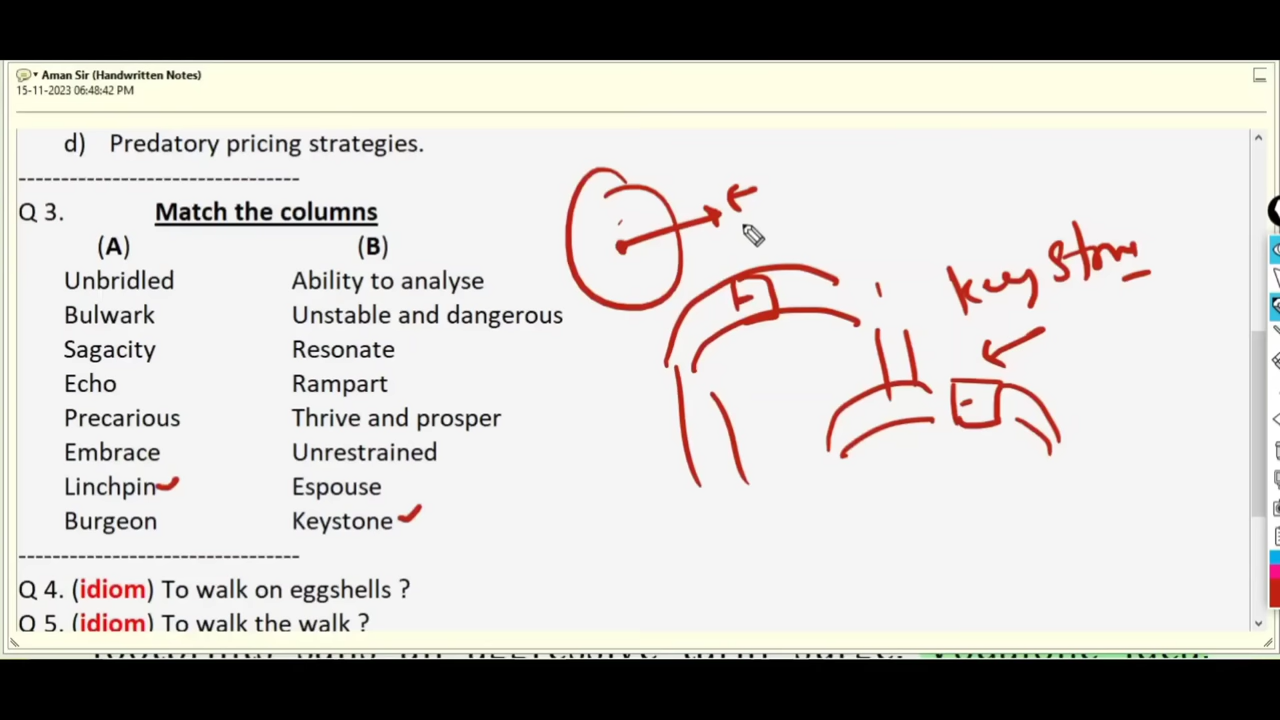 Aman Sir (Handwritten Notes)
15-11-2023 06:48:42 PM
d) Predatory pricing strategies.
-------------------------------
Q 3. Match the columns
(A) (B)
Unbridled Ability to analyse
Bulwark Unstable and dangerous
Sagacity Resonate
Echo Rampart
Precarious Thrive and prosper
Embrace Unrestrained
Linchpin Espouse
Burgeon Keystone
-------------------------------
Q 4. (idiom) To walk on eggshells ?
Q 5. (idiom) To walk the walk ?
keystone